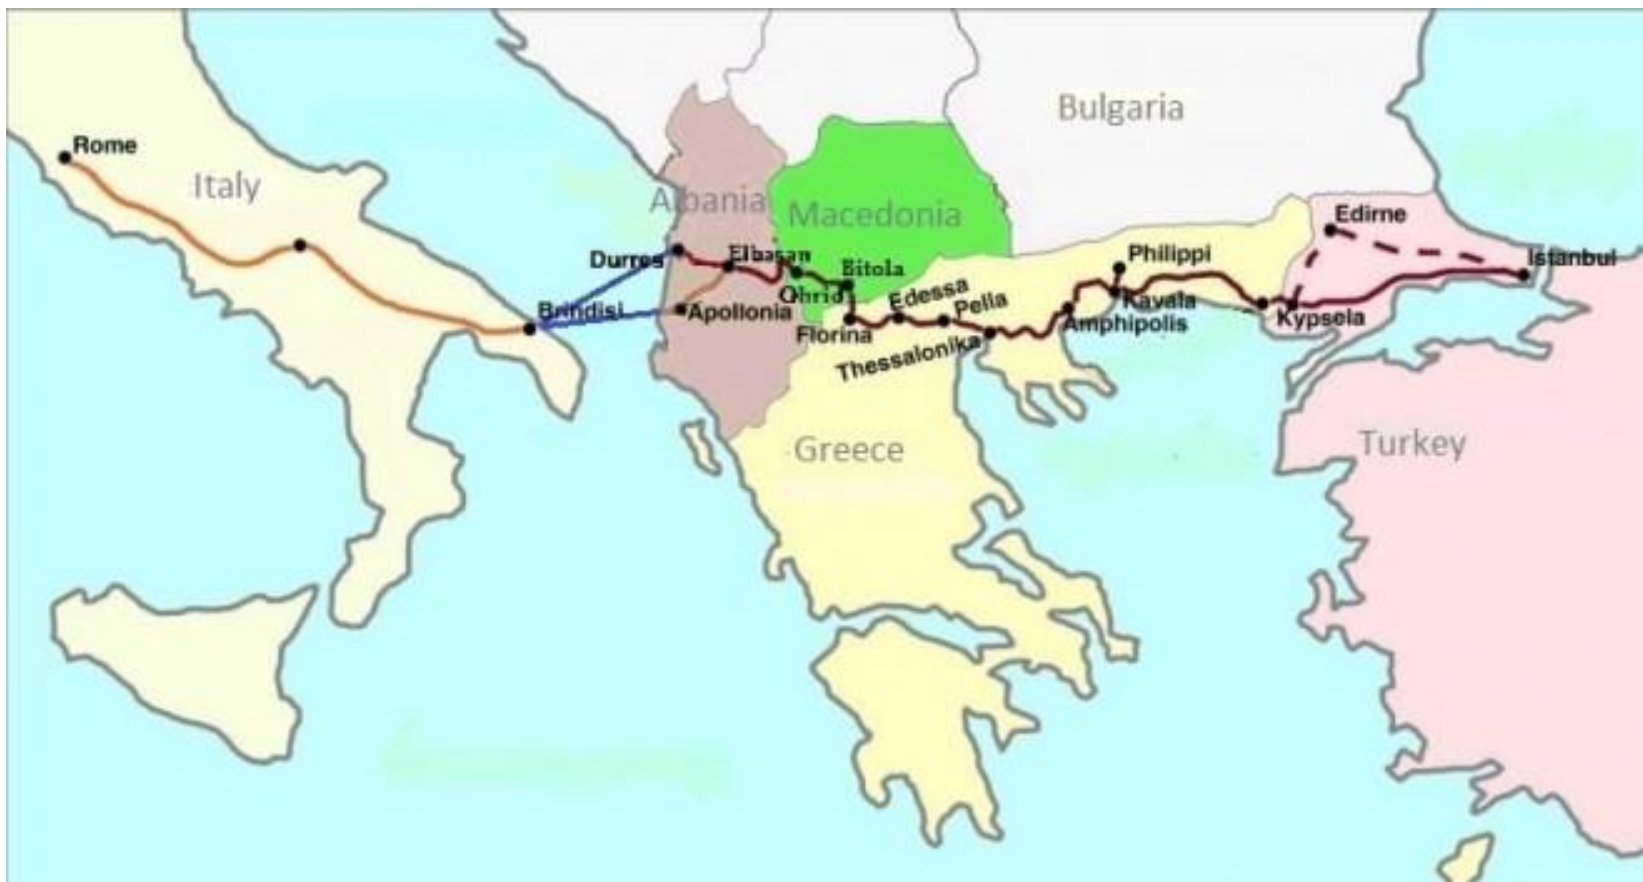 Bulgaria
Rome
Italy
Albania
Macedonia
Edirne
Philippi
Durres
Elbasan
Bitola
Istanbul
Ohrid
Edessa
Pella
Kavala
Brindisi
Apollonia
Florina
Amphipolis
Kypsela
Thessalonika
Greece
Turkey